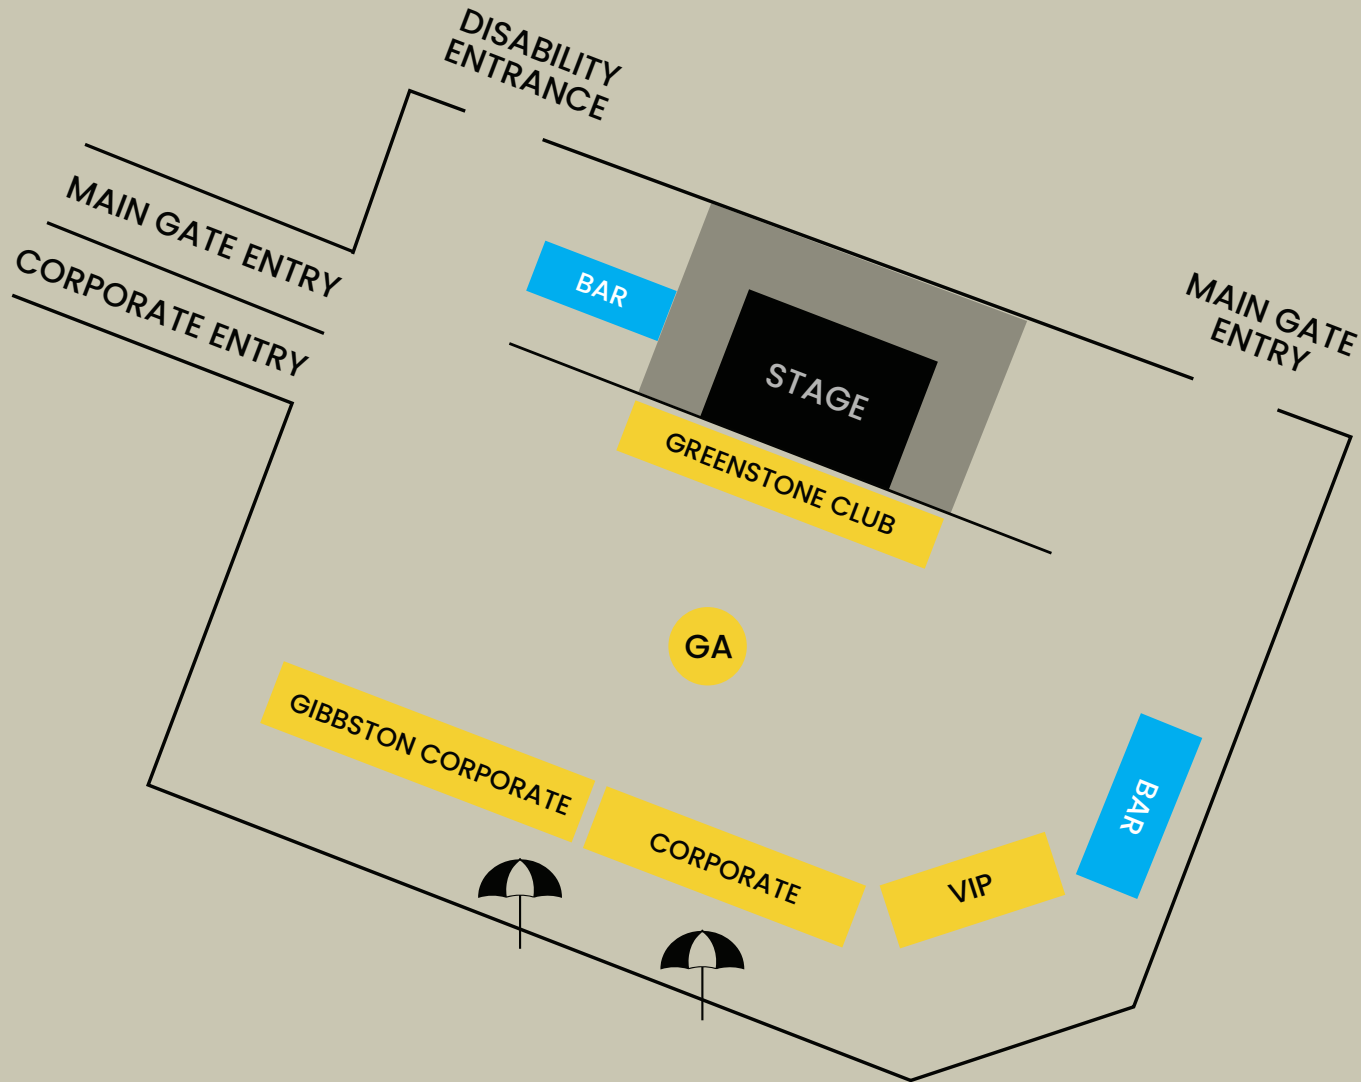 DISABILITY
ENTRANCE
MAIN GATE ENTRY
CORPORATE ENTRY
BAR
STAGE
MAIN GATE
ENTRY
GREENSTONE CLUB
GA
GIBBSTON CORPORATE
CORPORATE
VIP
BAR